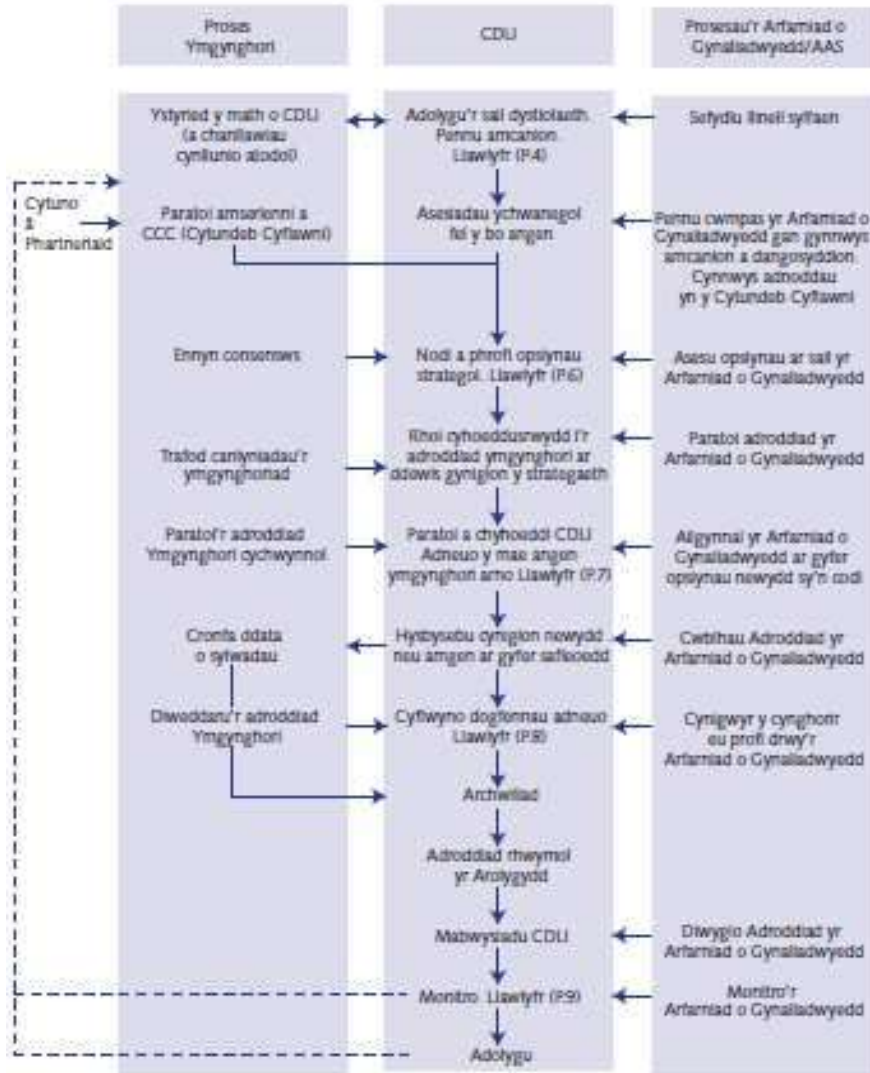 Proses
Ymgynghori
CDLl
Prosesau'r Arfarniad o
Gynaliadwyedd/AAS
Ystyried y math o CDLl
(a chanllawiau
cynllunio atodol)
Adolygu'r sail dystiolaeth.
Pennu amcanion.
Llawlyfr (P.4)
Sefydlu llinell sylfaen
Cytuno
â
Phartneriaid
Paratoi amserlenni a
CCC (Cytundeb Cyflawni)
Asesiadau ychwanegol
fel y bo angen
Pennu cwmpas yr Arfarniad o
Gynaliadwyedd gan gynnwys
amcanion a dangosyddion.
Cynnwys adnoddau
yn y Cytundeb Cyflawni
Ennyn consensws
Nodi a phrofi opsiynau
strategol. Llawlyfr (P.6)
Asesu opsiynau ar sail yr
Arfarniad o Gynaliadwyedd
Trafod canlyniadau'r
ymgynghoriad
Rhoi cyhoeddusrwydd i'r
adroddiad ymgynghori ar
ddewis gynigion y strategaeth
Paratoi adroddiad yr
Arfarniad o Gynaliadwyedd
Paratoi'r adroddiad
Ymgynghori cychwynnol
Paratoi a chyhoeddi CDLl
Adneuo y mae angen
ymgynghori arno Llawlyfr (P.7)
Ailgynnal yr Arfarniad o
Gynaliadwyedd ar gyfer
opsiynau newydd sy'n codi
Cronfa ddata
o sylwadau
Hysbysebu cynigion newydd
neu amgen ar gyfer safleoedd
Cwblhau Adroddiad yr
Arfarniad o Gynaliadwyedd
Diweddaru'r adroddiad
Ymgynghori
Cyflwyno dogfennau adneuo
Llawlyfr (P.8)
Cynigwyr y cynghorir
eu profi drwy'r
Arfarniad o Gynaliadwyedd
Archwiliad
Adroddiad rhwymol
yr Arolygydd
Mabwysiadu CDLl
Diwygio Adroddiad yr
Arfarniad o Gynaliadwyedd
Monitro. Llawlyfr (P.9)
Monitro'r
Arfarniad o Gynaliadwyedd
Adolygu